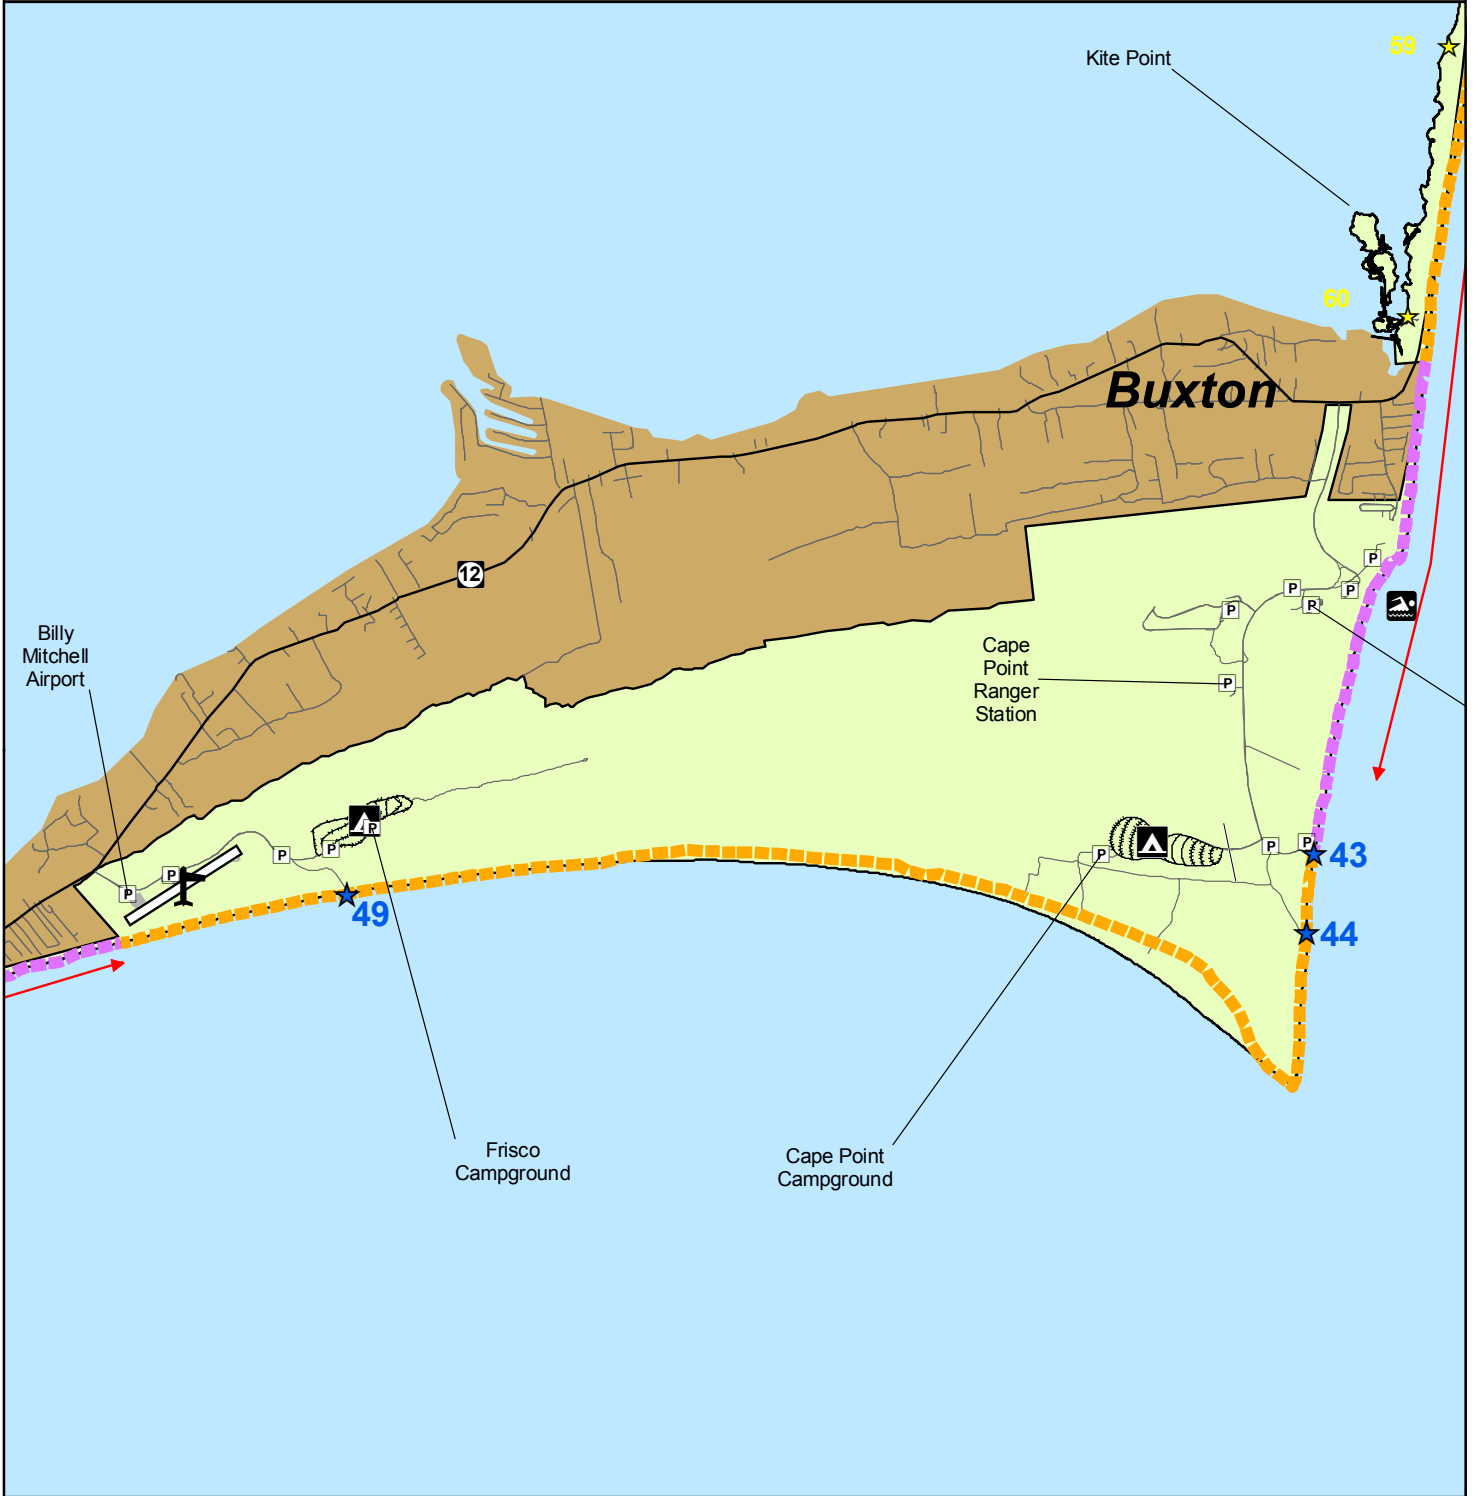 59
Kite Point
60
Buxton
12
P
P
P
P
P
Billy
Mitchell
Airport
Cape
Point
Ranger
Station
P
P
P
P
P
P
P
P
P
P
P
43
49
44
Frisco
Campground
Cape Point
Campground